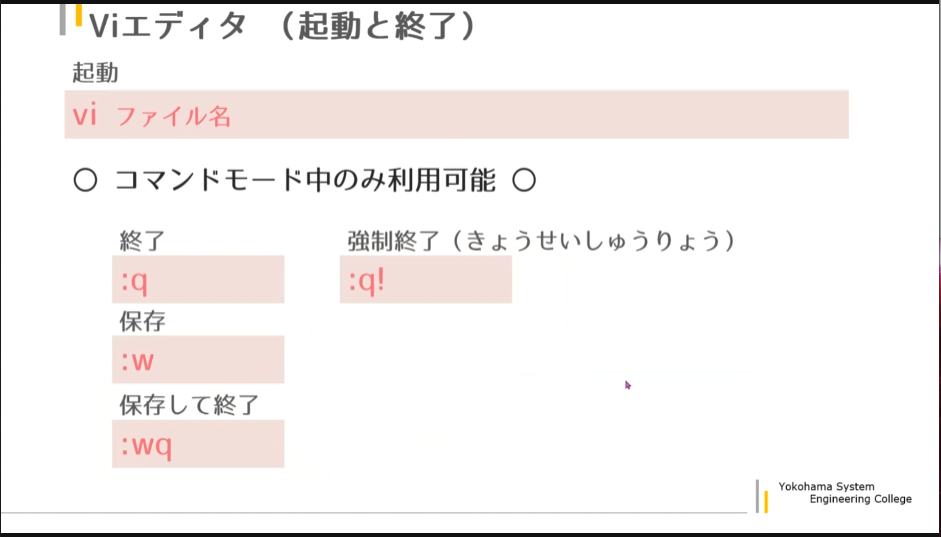 Viエディタ （起動と終了）
起動
vi ファイル名
〇 コマンドモード中のみ利用可能 〇
終了
:q
強制終了（きょうせいしゅうりょう）
:q!
保存
:w
保存して終了
:wq
Yokohama System
Engineering College